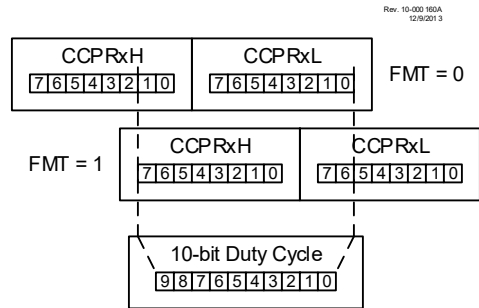 Rev. 10-000 160A
12/9/201 3
CCPRxH CCPRxL
7 6 5 4 3 2 1 0 7 6 5 4 3 2 1 0
FMT = 0
CCPRxH CCPRxL
FMT = 1
7 6 5 4 3 2 1 0 7 6 5 4 3 2 1 0
10-bit Duty Cycle
9 8 7 6 5 4 3 2 1 0